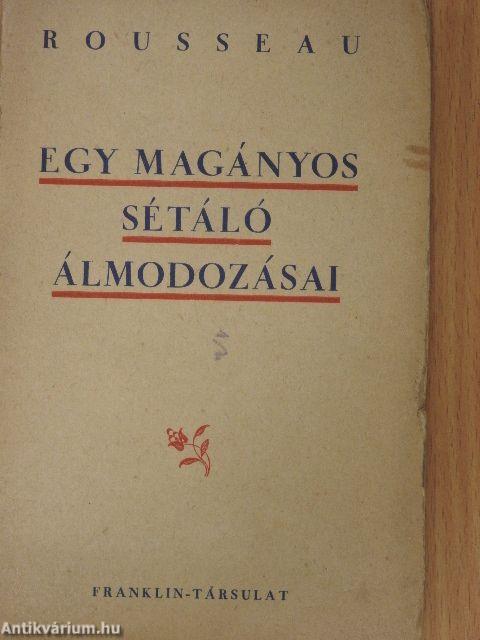 ROUSSEAU
EGY MAGÁNYOS
SÉTÁLÓ
ÁLMODOZÁSAI
FRANKLIN-TÁRSULAT
Antikvárium.hu